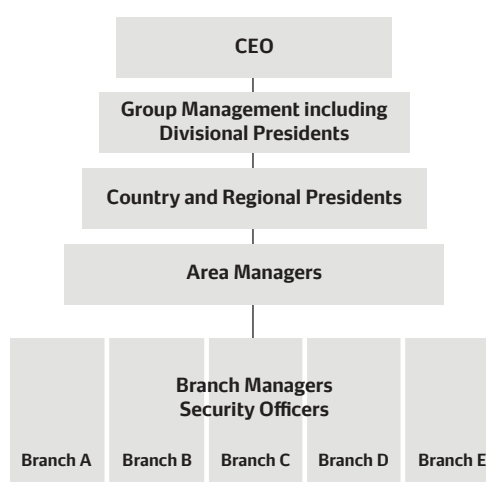 CEO
Group Management including
Divisional Presidents
Country and Regional Presidents
Area Managers
Branch Managers
Security Officers
Branch A Branch B Branch C Branch D Branch E